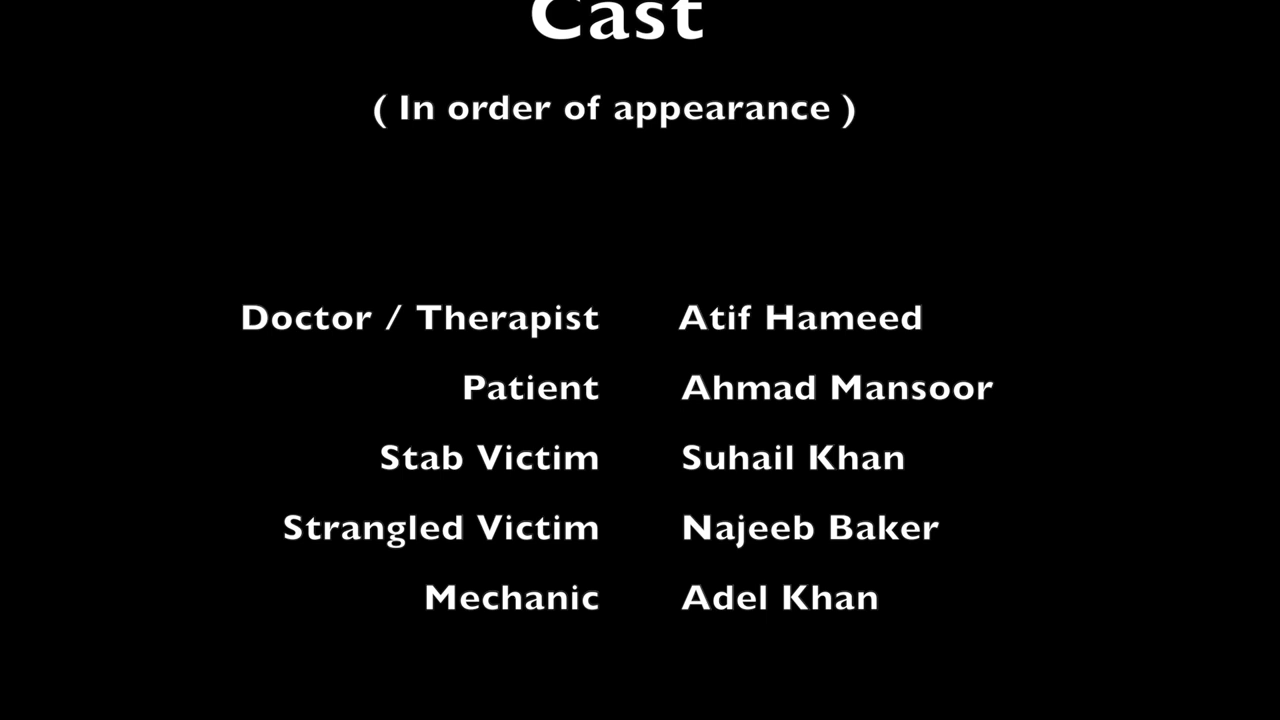 Cast
( In order of appearance )
Doctor / Therapist Atif Hameed
Patient Ahmad Mansoor
Stab Victim Suhail Khan
Strangled Victim Najeeb Baker
Mechanic Adel Khan